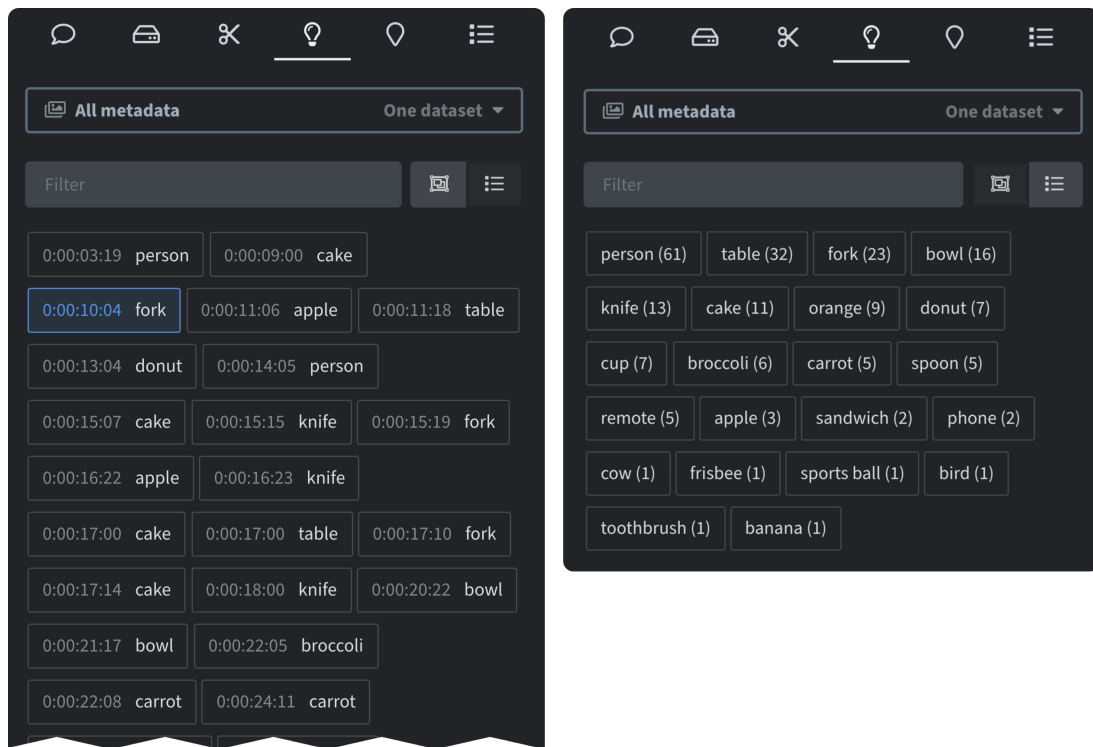 All metadata One dataset
Filter
0:00:03:19 person 0:00:09:00 cake
0:00:10:04 fork 0:00:11:06 apple 0:00:11:18 table
0:00:13:04 donut 0:00:14:05 person
0:00:15:07 cake 0:00:15:15 knife 0:00:15:19 fork
0:00:16:22 apple 0:00:16:23 knife
0:00:17:00 cake 0:00:17:00 table 0:00:17:10 fork
0:00:17:14 cake 0:00:18:00 knife 0:00:20:22 bowl
0:00:21:17 bowl 0:00:22:05 broccoli
0:00:22:08 carrot 0:00:24:11 carrot
All metadata One dataset
Filter
person (61) table (32) fork (23) bowl (16)
knife (13) cake (11) orange (9) donut (7)
cup (7) broccoli (6) carrot (5) spoon (5)
remote (5) apple (3) sandwich (2) phone (2)
cow (1) frisbee (1) sports ball (1) bird (1)
toothbrush (1) banana (1)